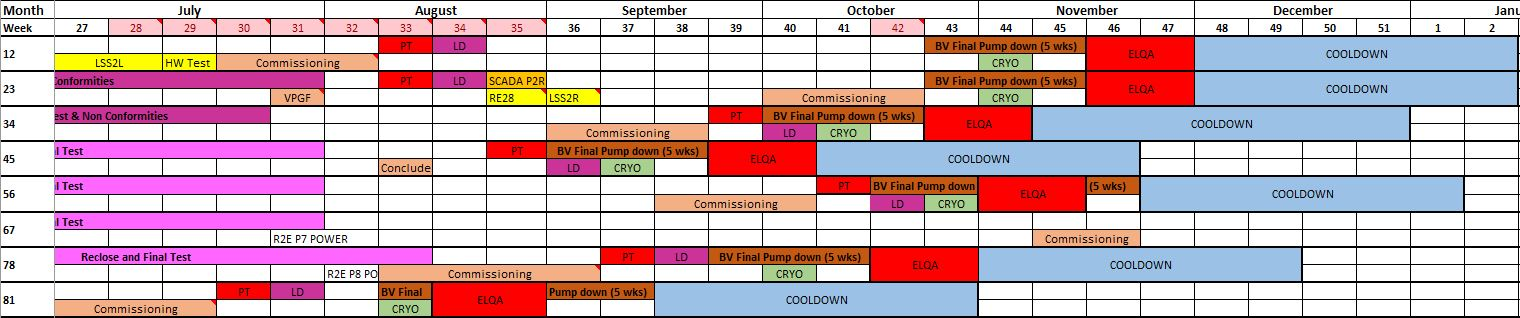 Month July August September October November December Janu
Week 27 28 29 30 31 32 33 34 35 36 37 38 39 40 41 42 43 44 45 46 47 48 49 50 51 1 2
12 PT LD BV Final Pump down (5 wks) ELQA COOLDOWN
LSS2L HW Test Commissioning CRYO
23 Conformities PT LD SCADA P2R BV Final Pump down (5 wks) ELQA COOLDOWN
VPGF RE28 LSS2R Commissioning CRYO
34 est & Non Conformities PT BV Final Pump down (5 wks) ELQA COOLDOWN
Commissioning LD CRYO
45 l Test PT BV Final Pump down (5 wks) ELQA COOLDOWN
Conclude LD CRYO
56 l Test PT BV Final Pump down ELQA (5 wks) COOLDOWN
Commissioning LD CRYO
67 l Test
R2E P7 POWER Commissioning
78 Reclose and Final Test PT LD BV Final Pump down (5 wks) ELQA COOLDOWN
R2E P8 PO Commissioning CRYO
81 PT LD BV Final ELQA Pump down (5 wks) COOLDOWN
Commissioning CRYO